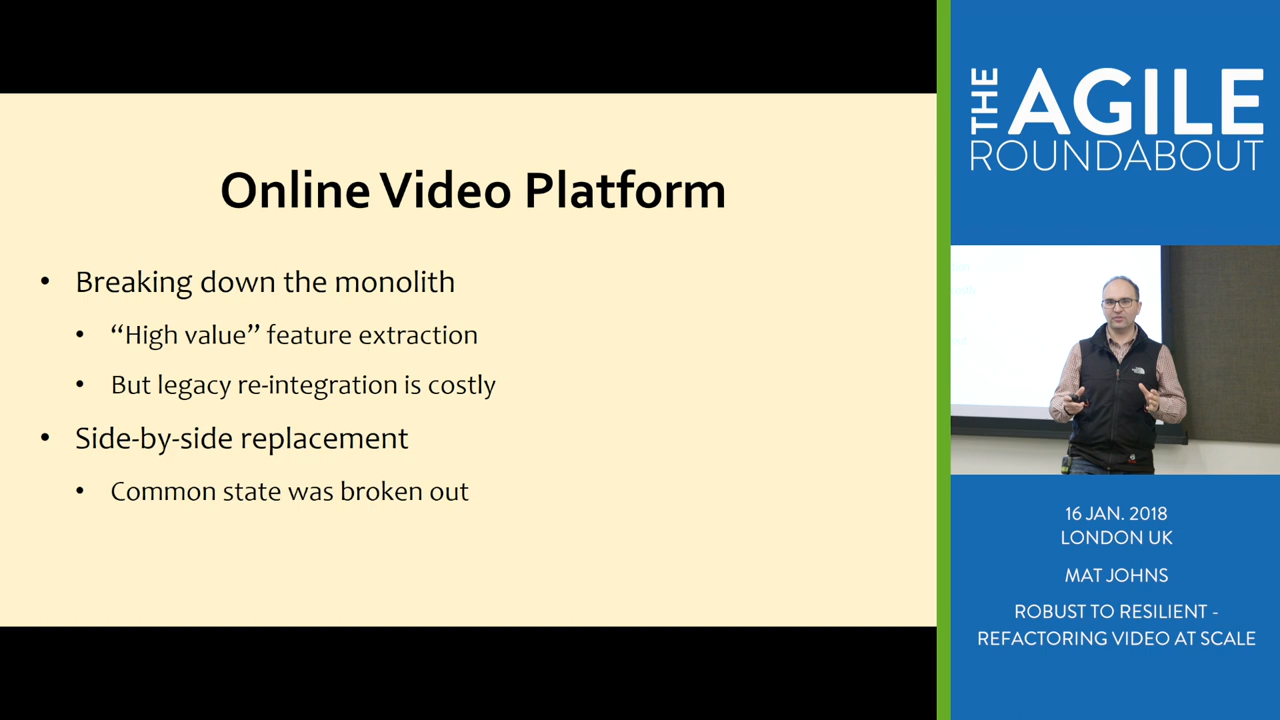 Online Video Platform
• Breaking down the monolith
• “High value” feature extraction
• But legacy re-integration is costly
• Side-by-side replacement
• Common state was broken out
THE AGILE
ROUNDABOUT
16 JAN. 2018
LONDON UK
MAT JOHNS
ROBUST TO RESILIENT -
REFACTORING VIDEO AT SCALE